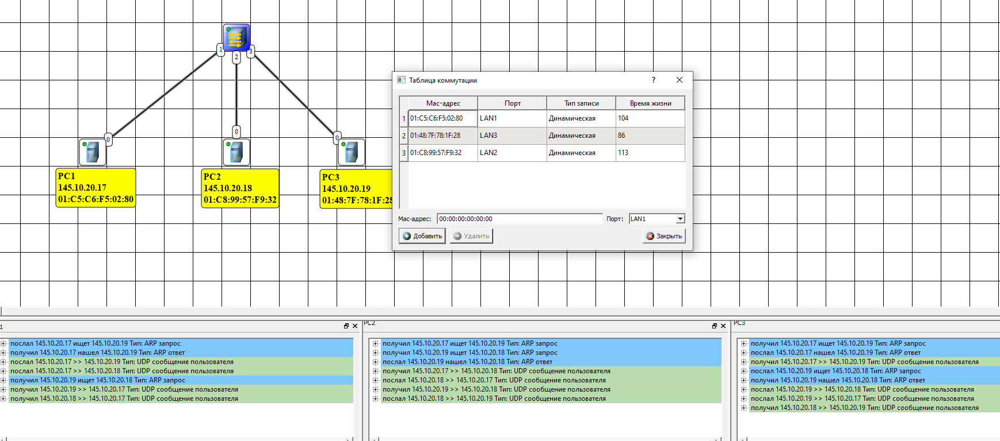 1
2
3
0
0
0
PC1
145.10.20.17
01:C5:C6:F5:02:80
PC2
145.10.20.18
01:C8:99:57:F9:32
PC3
145.10.20.19
01:48:7F:78:1F:28
Таблица коммутации
?
Mac-адрес Порт Тип записи Время жизни
1 01:C5:C6:F5:02:80 LAN1 Динамическая 104
2 01:48:7F:78:1F:28 LAN3 Динамическая 86
3 01:C8:99:57:F9:32 LAN2 Динамическая 113
Mac-адрес: 00:00:00:00:00:00 Порт: LAN1
Добавить Удалить Закрыть
1
послал 145.10.20.17 ищет 145.10.20.19 Тип: ARP запрос
получил 145.10.20.17 нашел 145.10.20.19 Тип: ARP ответ
послал 145.10.20.17 >> 145.10.20.19 Тип: UDP сообщение пользователя
послал 145.10.20.17 >> 145.10.20.18 Тип: UDP сообщение пользователя
получил 145.10.20.19 ищет 145.10.20.18 Тип: ARP запрос
получил 145.10.20.19 >> 145.10.20.17 Тип: UDP сообщение пользователя
получил 145.10.20.18 >> 145.10.20.17 Тип: UDP сообщение пользователя
PC2
получил 145.10.20.17 ищет 145.10.20.19 Тип: ARP запрос
получил 145.10.20.19 ищет 145.10.20.18 Тип: ARP запрос
послал 145.10.20.19 нашел 145.10.20.18 Тип: ARP ответ
получил 145.10.20.17 >> 145.10.20.18 Тип: UDP сообщение пользователя
послал 145.10.20.18 >> 145.10.20.17 Тип: UDP сообщение пользователя
получил 145.10.20.19 >> 145.10.20.18 Тип: UDP сообщение пользователя
послал 145.10.20.18 >> 145.10.20.19 Тип: UDP сообщение пользователя
PC3
получил 145.10.20.17 ищет 145.10.20.19 Тип: ARP запрос
послал 145.10.20.17 нашел 145.10.20.19 Тип: ARP ответ
получил 145.10.20.17 >> 145.10.20.19 Тип: UDP сообщение пользователя
послал 145.10.20.19 ищет 145.10.20.18 Тип: ARP запрос
получил 145.10.20.19 нашел 145.10.20.18 Тип: ARP ответ
послал 145.10.20.19 >> 145.10.20.18 Тип: UDP сообщение пользователя
послал 145.10.20.19 >> 145.10.20.17 Тип: UDP сообщение пользователя
получил 145.10.20.18 >> 145.10.20.19 Тип: UDP сообщение пользователя